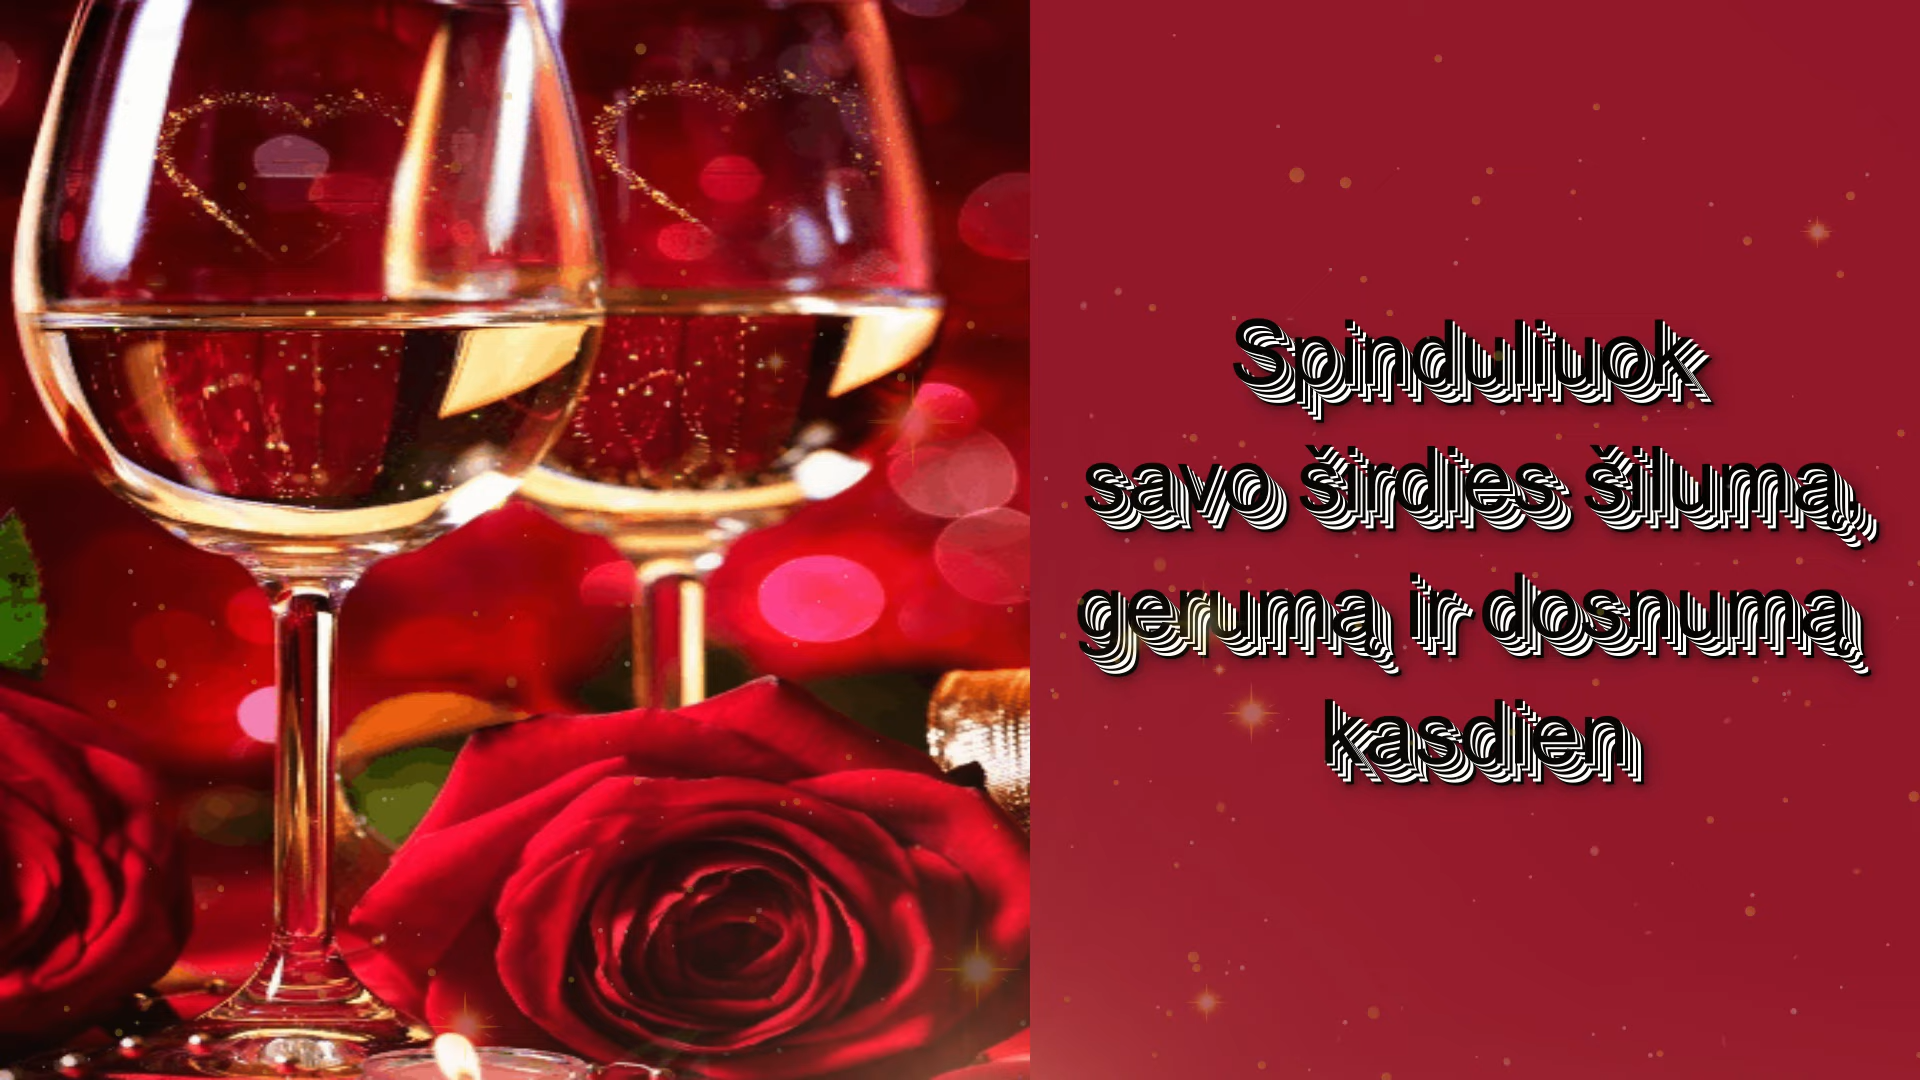 Spinduliuok
savo širdies šilumą,
gerumą ir dosnumą
kasdien